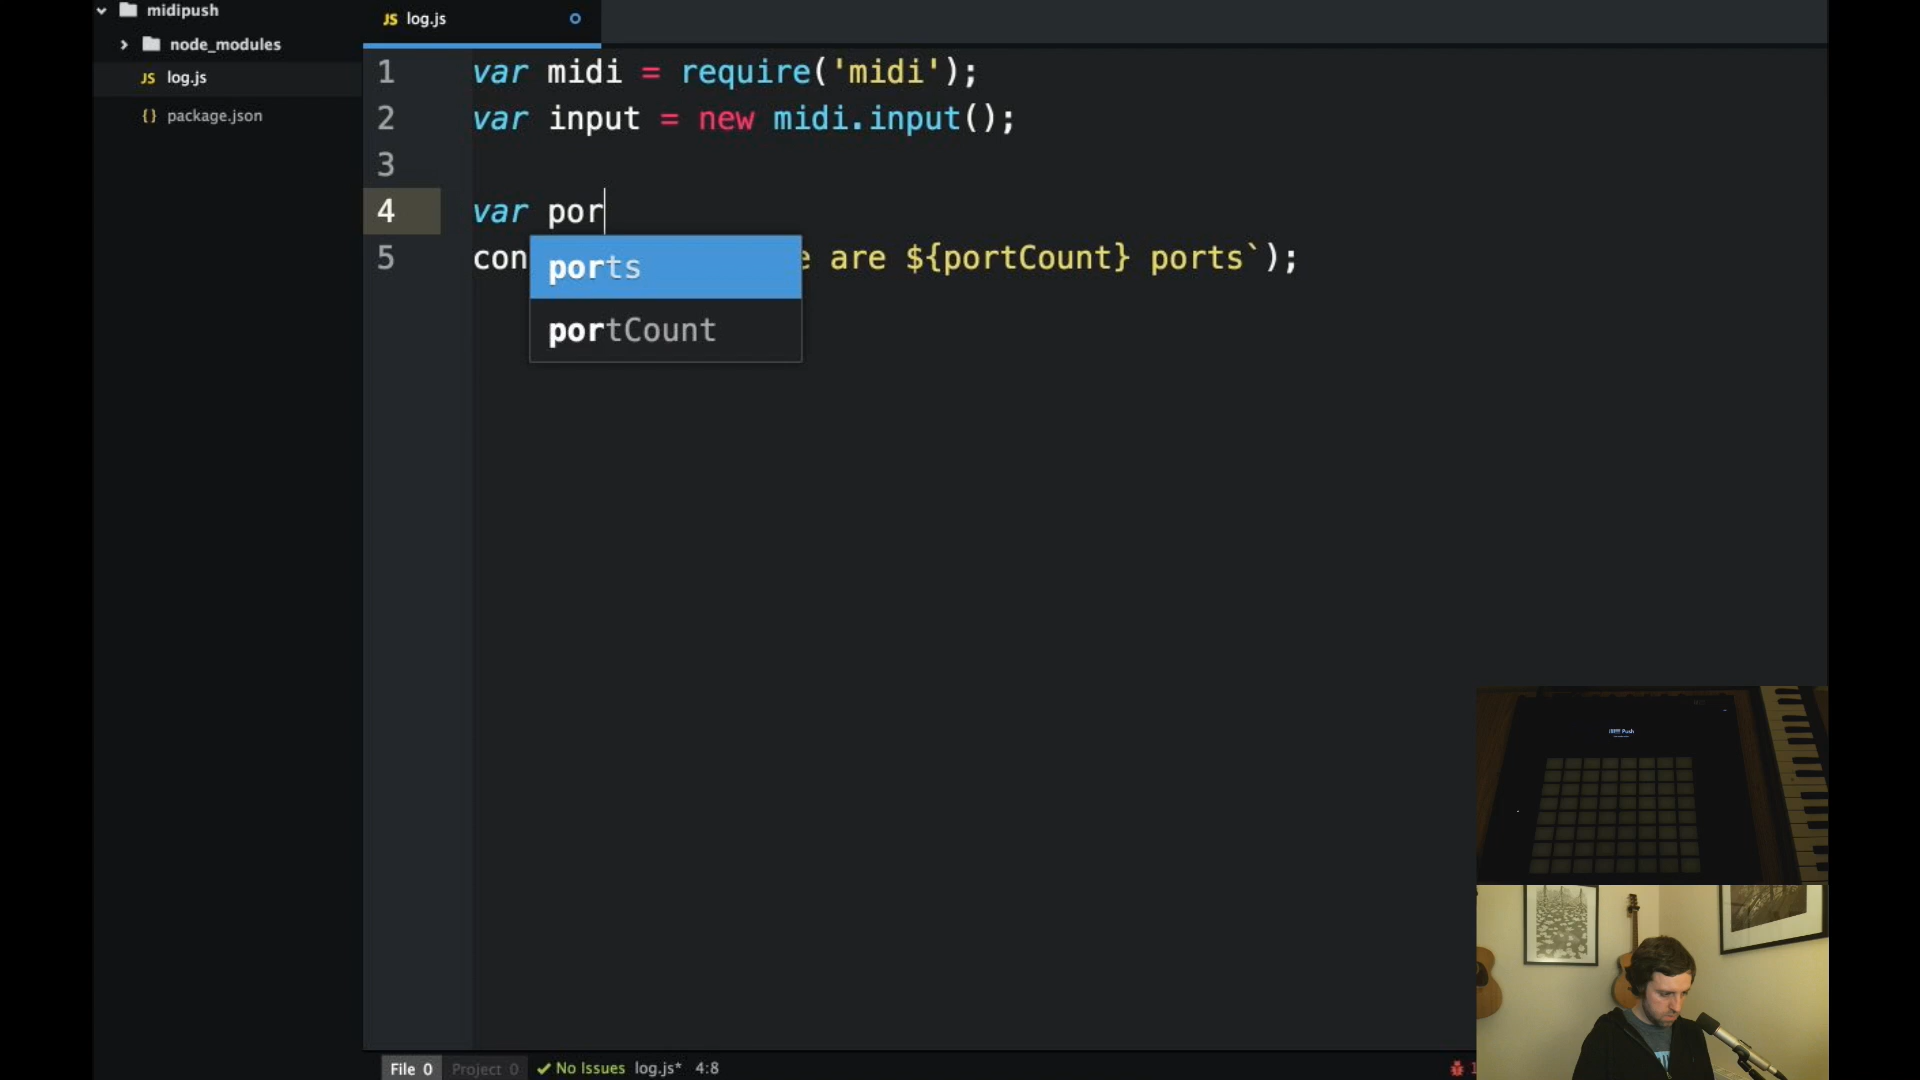 midipush
node_modules
JS log.js
{} package.json
JS log.js
1 var midi = require('midi');
2 var input = new midi.input();
3
4 var por
ports
portCount
5 con e are ${portCount} ports`);
File 0 Project 0 No Issues log.js* 4:8
Push